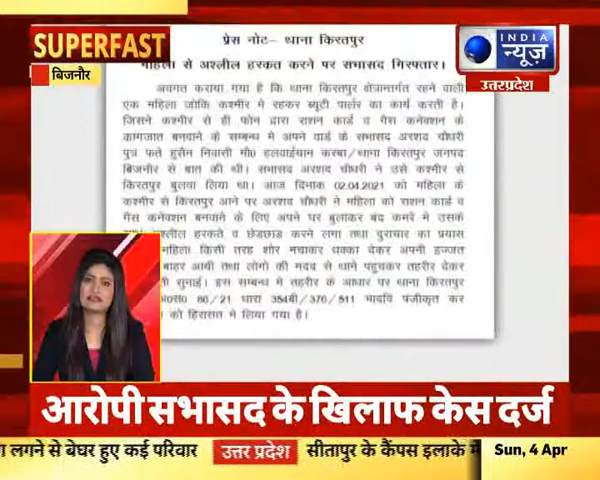 SUPERFAST
बिजनौर
INDIA
न्यूज़
उत्तरप्रदेश
प्रेस नोट- थाना किरतपुर
महिला से अश्लील हरकत करने पर सभासद गिरफ्तार।
अवगत कराया गया है कि थाना किरतपुर क्षेत्रान्तर्गत रहने वाली
एक महिला जोकि कश्मीर मे रहकर ब्यूटी पार्लर का कार्य करती है।
जिसने कश्मीर से ही फोन द्वारा राशन कार्ड व गैस कनेक्शन के
कागजात बनवाने के सम्बन्ध मे अपने वार्ड के सभासद अरशद चौधरी
पुत्र फते हुसैन निवासी मौ0 हलवाईयान कस्बा/थाना किरतपुर जनपद
बिजनौर से बात की थी। सभासद अरशद चौधरी ने उसे कश्मीर से
किरतपुर बुलवा लिया था। आज दिनाक 02.04.2021 को महिला के
कश्मीर से किरतपुर आने पर अरशद चौधरी ने महिला को राशन कार्ड व
गैस कनेक्शन बनवाने के लिए अपने घर बुलाकर बंद कमरे मे उसके
अश्लील हरकते व छेडछाड करने लगा तथा दुराचार का प्रयास
महिला किसी तरह शोर मचाकर धक्का देकर अपनी इज्जत
बाहर आयी तथा लोगो की मदद से थाने पहुचकर तहरीर देकर
सुनाई। इस सम्बन्ध मे तहरीर के आधार पर थाना किरतपुर
अ0स0 66/21 धारा 354बी/376/511 भादवि पंजीकृत कर
को हिरासत मे लिया गया है।
आरोपी सभासद के खिलाफ केस दर्ज
लगने से बेघर हुए कई परिवार उत्तर प्रदेश सीतापुर के कैंपस इलाके में Sun, 4 Apr